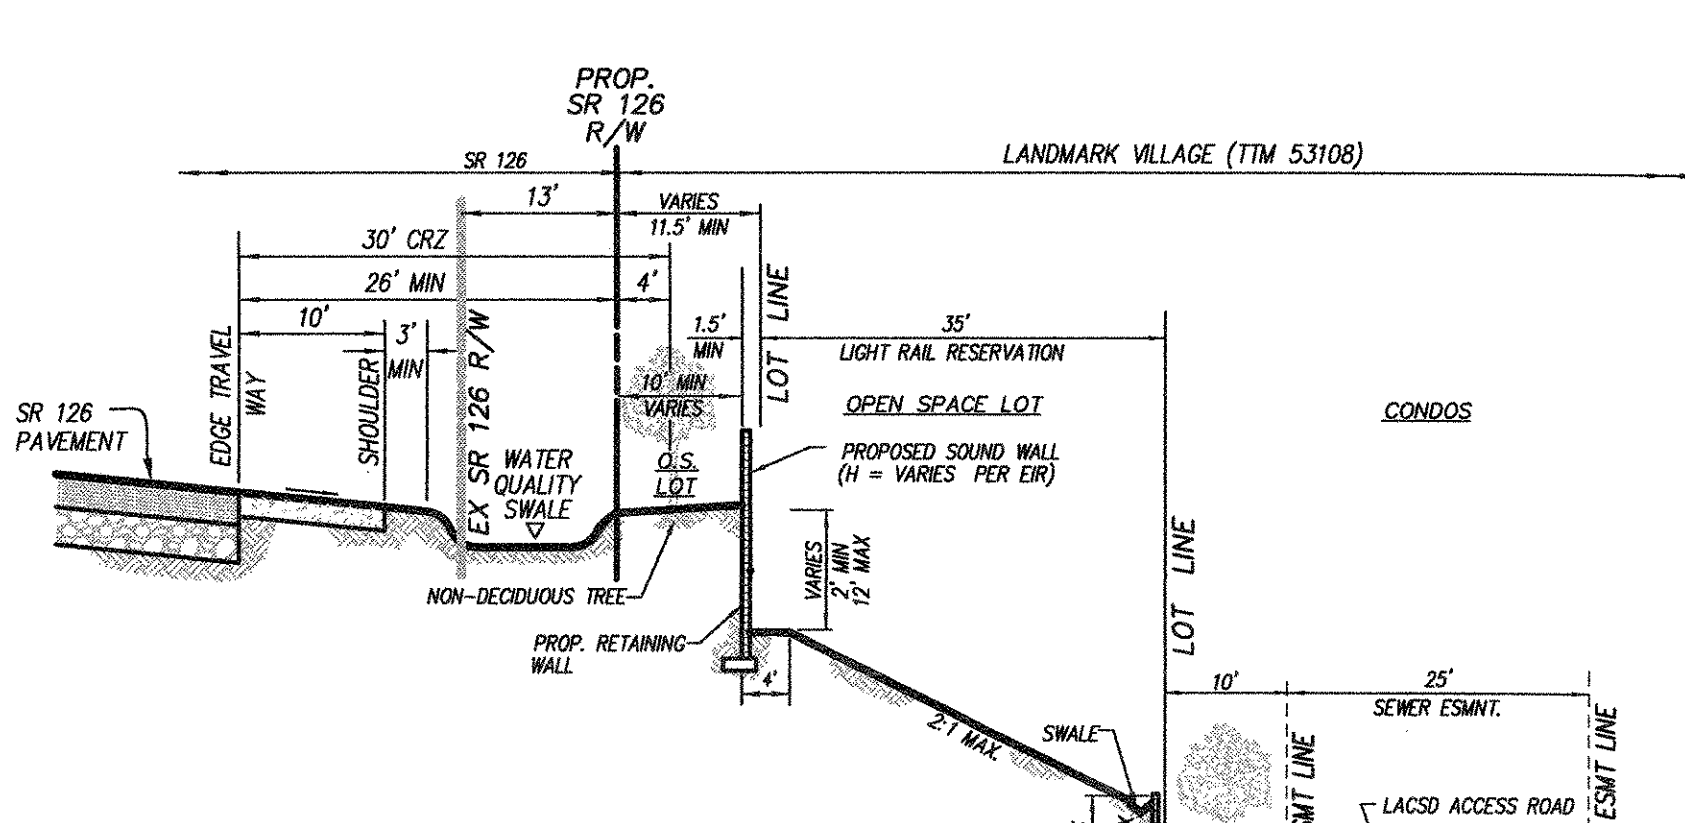 PROP.
SR 126
R/W
SR 126
LANDMARK VILLAGE (TTM 53108)
13'
VARIES
11.5' MIN
30' CRZ
26' MIN
4'
10'
3'
MIN
1.5'
MIN
35'
LIGHT RAIL RESERVATION
LOT LINE
10' MIN
VARIES
OPEN SPACE LOT
CONDOS
SR 126
PAVEMENT
EDGE TRAVEL
WAY
SHOULDER
EX SR 126 R/W
WATER
QUALITY
SWALE
O.S.
LOT
PROPOSED SOUND WALL
(H = VARIES PER EIR)
VARIES
2' MIN
12' MAX
NON-DECIDUOUS TREE
PROP. RETAINING
WALL
4'
2:1 MAX.
SWALE
LOT LINE
10'
25'
SEWER ESMNT.
LINE
ESMT LINE
LACSD ACCESS ROAD